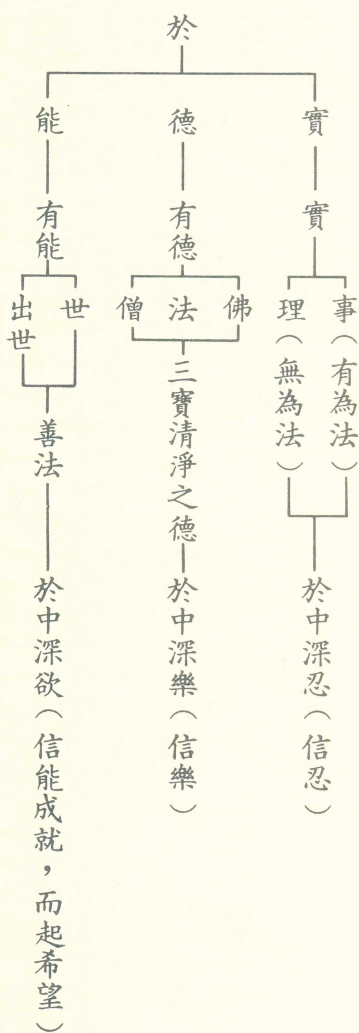 於
實
實
事（有為法）
理（無為法）
於中深忍（信忍）
德
有德
佛
法
僧
三寶清淨之德
於中深樂（信樂）
能
有能
世
出世
善法
於中深欲（信能成就，而起希望）